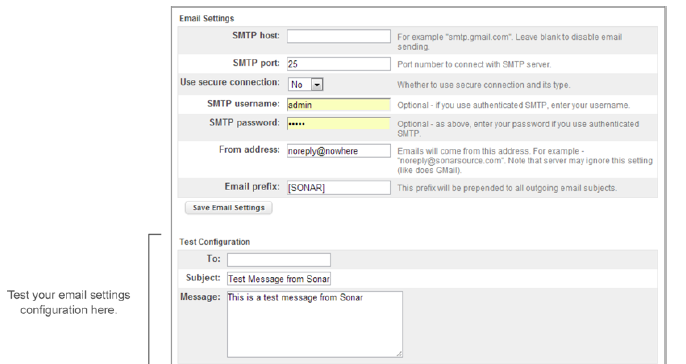 Email Settings
SMTP host:
For example "smtp.gmail.com". Leave blank to disable email
sending.
SMTP port: 25 Port number to connect with SMTP server.
Use secure connection: No Whether to use secure connection and its type.
SMTP username: admin Optional - if you use authenticated SMTP, enter your username.
SMTP password: ••••• Optional - as above, enter your password if you use authenticated
SMTP.
From address: noreply@nowhere Emails will come from this address. For example -
"noreply@sonarsource.com". Note that server may ignore this setting
(like does GMail).
Email prefix: [SONAR] This prefix will be prepended to all outgoing email subjects.
Save Email Settings
Test Configuration
To:
Subject: Test Message from Sonar
Message: This is a test message from Sonar
Test your email settings
configuration here.